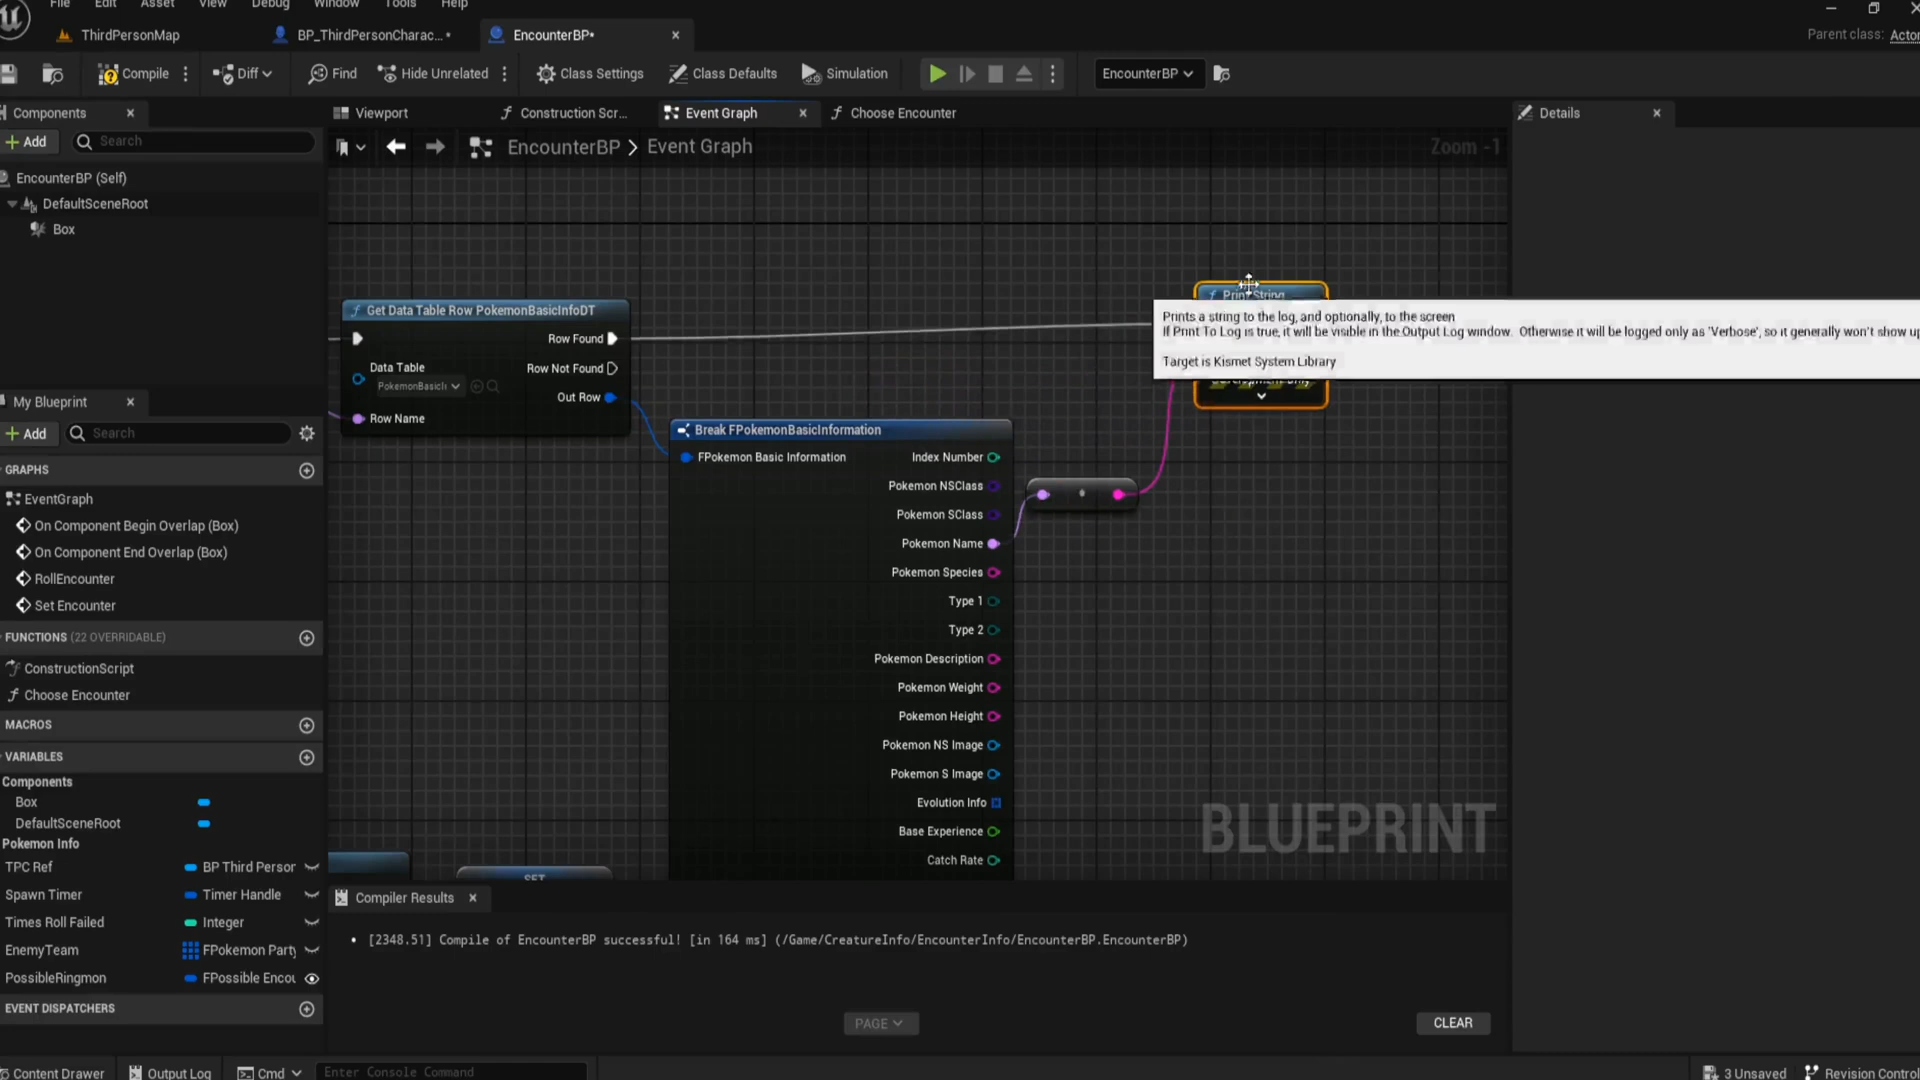 File Edit Asset View Debug Window Tools Help
ThirdPersonMap
BP_ThirdPersonCharac...*
EncounterBP*
Parent class: Actor
Compile
Diff
Find
Hide Unrelated
Class Settings
Class Defaults
Simulation
EncounterBP
Components
Viewport
Construction Scr...
Event Graph
Choose Encounter
Details
Add
Search
EncounterBP > Event Graph
Zoom -1
EncounterBP (Self)
DefaultSceneRoot
Box
Get Data Table Row PokemonBasicInfoDT
Row Found
Data Table
Row Not Found
Out Row
Row Name
Print String
Prints a string to the log, and optionally, to the screen
If Print To Log is true, it will be visible in the Output Log window. Otherwise it will be logged only as 'Verbose', so it generally won't show up
Target is Kismet System Library
My Blueprint
Add
Search
GRAPHS
EventGraph
On Component Begin Overlap (Box)
On Component End Overlap (Box)
RollEncounter
Set Encounter
FUNCTIONS (22 OVERRIDABLE)
ConstructionScript
Choose Encounter
MACROS
VARIABLES
Components
Box
DefaultSceneRoot
Pokemon Info
TPC Ref BP Third Person
Spawn Timer Timer Handle
Times Roll Failed Integer
EnemyTeam FPokemon Party
PossibleRingmon FPossible Encou
EVENT DISPATCHERS
Break FPokemonBasicInformation
FPokemon Basic Information
Index Number
Pokemon NSClass
Pokemon SClass
Pokemon Name
Pokemon Species
Type 1
Type 2
Pokemon Description
Pokemon Weight
Pokemon Height
Pokemon NS Image
Pokemon S Image
Evolution Info
Base Experience
Catch Rate
SET
BLUEPRINT
Compiler Results
[2348.51] Compile of EncounterBP successful! [in 164 ms] (/Game/CreatureInfo/EncounterInfo/EncounterBP.EncounterBP)
PAGE
CLEAR
Content Drawer
Output Log
Cmd
Enter Console Command
3 Unsaved
Revision Control